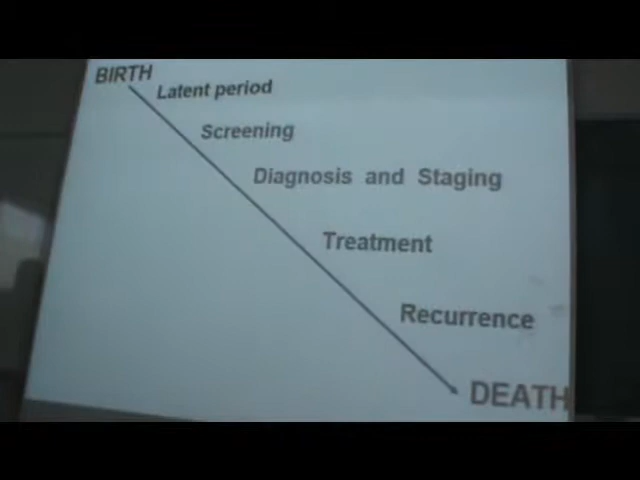 BIRTH
Latent period
Screening
Diagnosis and Staging
Treatment
Recurrence
DEATH